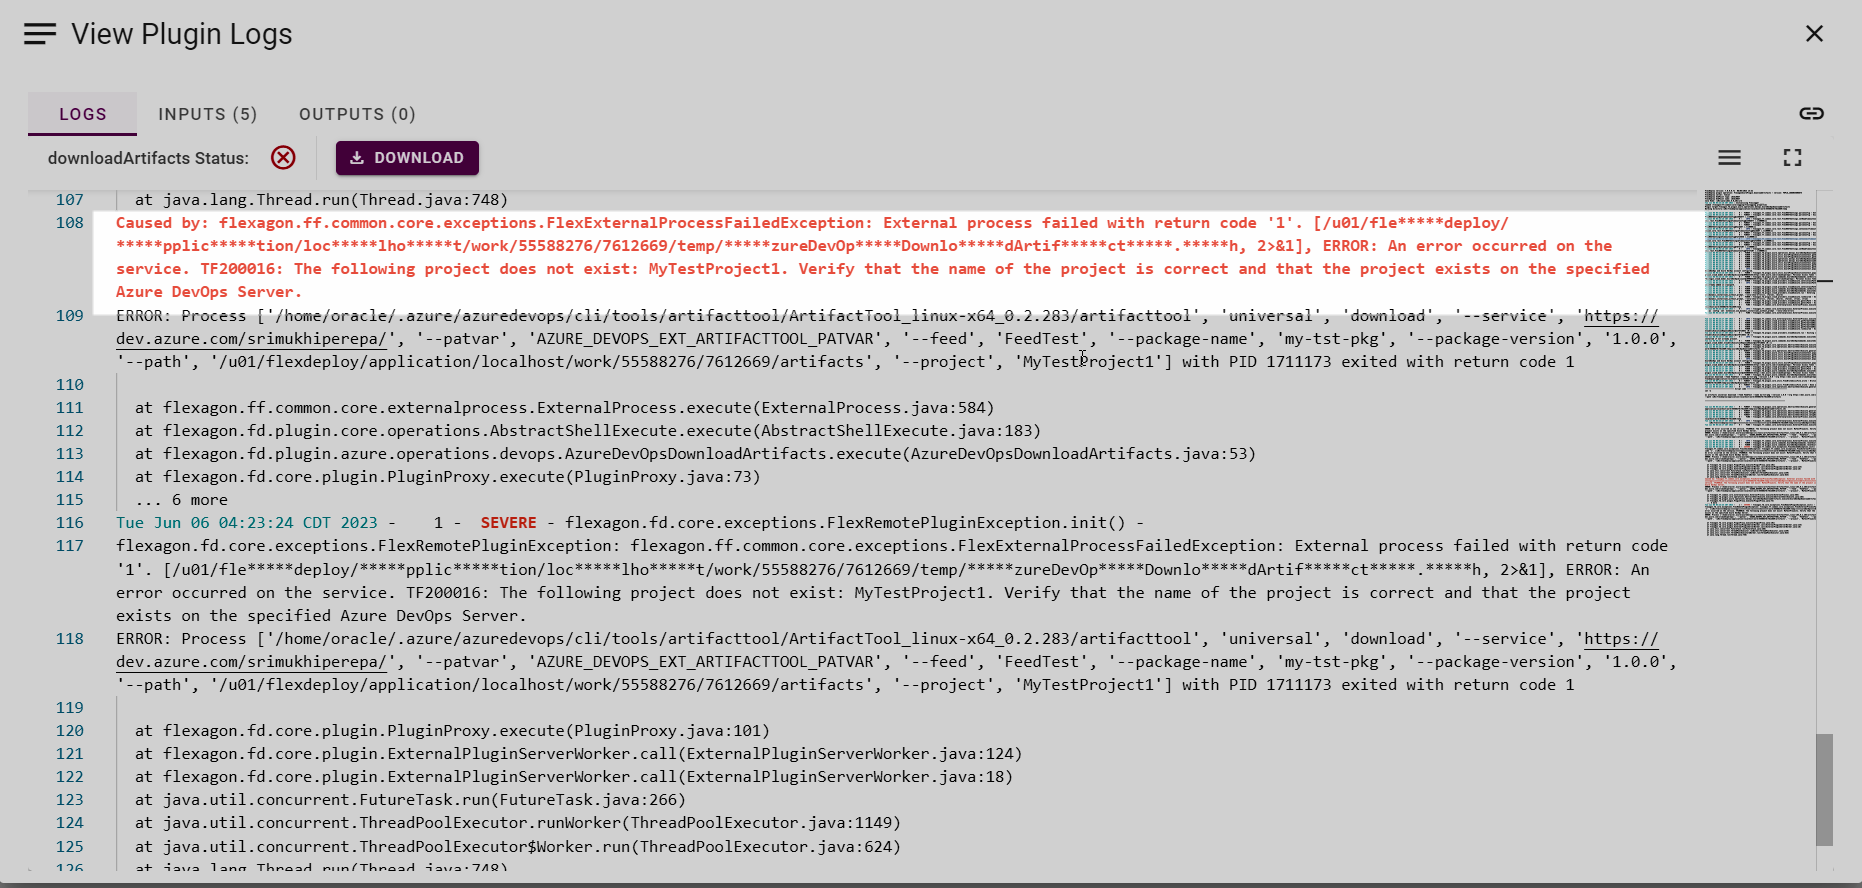 View Plugin Logs
LOGS INPUTS (5) OUTPUTS (0)
downloadArtifacts Status: DOWNLOAD
107 at java.lang.Thread.run(Thread.java:748)
108 Caused by: flexagon.ff.common.core.exceptions.FlexExternalProcessFailedException: External process failed with return code '1'. [/u01/fle*****deploy/
*****pplic*****tion/loc*****lho*****t/work/55588276/7612669/temp/*****zureDevOp*****Downlo*****dArtif*****ct*****.*****h, 2>&1], ERROR: An error occurred on the
service. TF200016: The following project does not exist: MyTestProject1. Verify that the name of the project is correct and that the project exists on the specified
Azure DevOps Server.
109 ERROR: Process ['/home/oracle/.azure/azuredevops/cli/tools/artifacttool/ArtifactTool_linux-x64_0.2.283/artifacttool', 'universal', 'download', '--service', 'https://
dev.azure.com/srimukhiperepa/', '--patvar', 'AZURE_DEVOPS_EXT_ARTIFACTTOOL_PATVAR', '--feed', 'FeedTest', '--package-name', 'my-tst-pkg', '--package-version', '1.0.0',
'--path', '/u01/flexdeploy/application/localhost/work/55588276/7612669/artifacts', '--project', 'MyTestProject1'] with PID 1711173 exited with return code 1
110
111 at flexagon.ff.common.core.externalprocess.ExternalProcess.execute(ExternalProcess.java:584)
112 at flexagon.fd.plugin.core.operations.AbstractShellExecute.execute(AbstractShellExecute.java:183)
113 at flexagon.fd.plugin.azure.operations.devops.AzureDevOpsDownloadArtifacts.execute(AzureDevOpsDownloadArtifacts.java:53)
114 at flexagon.fd.core.plugin.PluginProxy.execute(PluginProxy.java:73)
115 ... 6 more
116 Tue Jun 06 04:23:24 CDT 2023 - 1 - SEVERE - flexagon.fd.core.exceptions.FlexRemotePluginException.init() -
117 flexagon.fd.core.exceptions.FlexRemotePluginException: flexagon.ff.common.core.exceptions.FlexExternalProcessFailedException: External process failed with return code
'1'. [/u01/fle*****deploy/*****pplic*****tion/loc*****lho*****t/work/55588276/7612669/temp/*****zureDevOp*****Downlo*****dArtif*****ct*****.*****h, 2>&1], ERROR: An
error occurred on the service. TF200016: The following project does not exist: MyTestProject1. Verify that the name of the project is correct and that the project
exists on the specified Azure DevOps Server.
118 ERROR: Process ['/home/oracle/.azure/azuredevops/cli/tools/artifacttool/ArtifactTool_linux-x64_0.2.283/artifacttool', 'universal', 'download', '--service', 'https://
dev.azure.com/srimukhiperepa/', '--patvar', 'AZURE_DEVOPS_EXT_ARTIFACTTOOL_PATVAR', '--feed', 'FeedTest', '--package-name', 'my-tst-pkg', '--package-version', '1.0.0',
'--path', '/u01/flexdeploy/application/localhost/work/55588276/7612669/artifacts', '--project', 'MyTestProject1'] with PID 1711173 exited with return code 1
119
120 at flexagon.fd.core.plugin.PluginProxy.execute(PluginProxy.java:101)
121 at flexagon.fd.core.plugin.ExternalPluginServerWorker.call(ExternalPluginServerWorker.java:124)
122 at flexagon.fd.core.plugin.ExternalPluginServerWorker.call(ExternalPluginServerWorker.java:18)
123 at java.util.concurrent.FutureTask.run(FutureTask.java:266)
124 at java.util.concurrent.ThreadPoolExecutor.runWorker(ThreadPoolExecutor.java:1149)
125 at java.util.concurrent.ThreadPoolExecutor$Worker.run(ThreadPoolExecutor.java:624)
126 at java.lang.Thread.run(Thread.java:748)